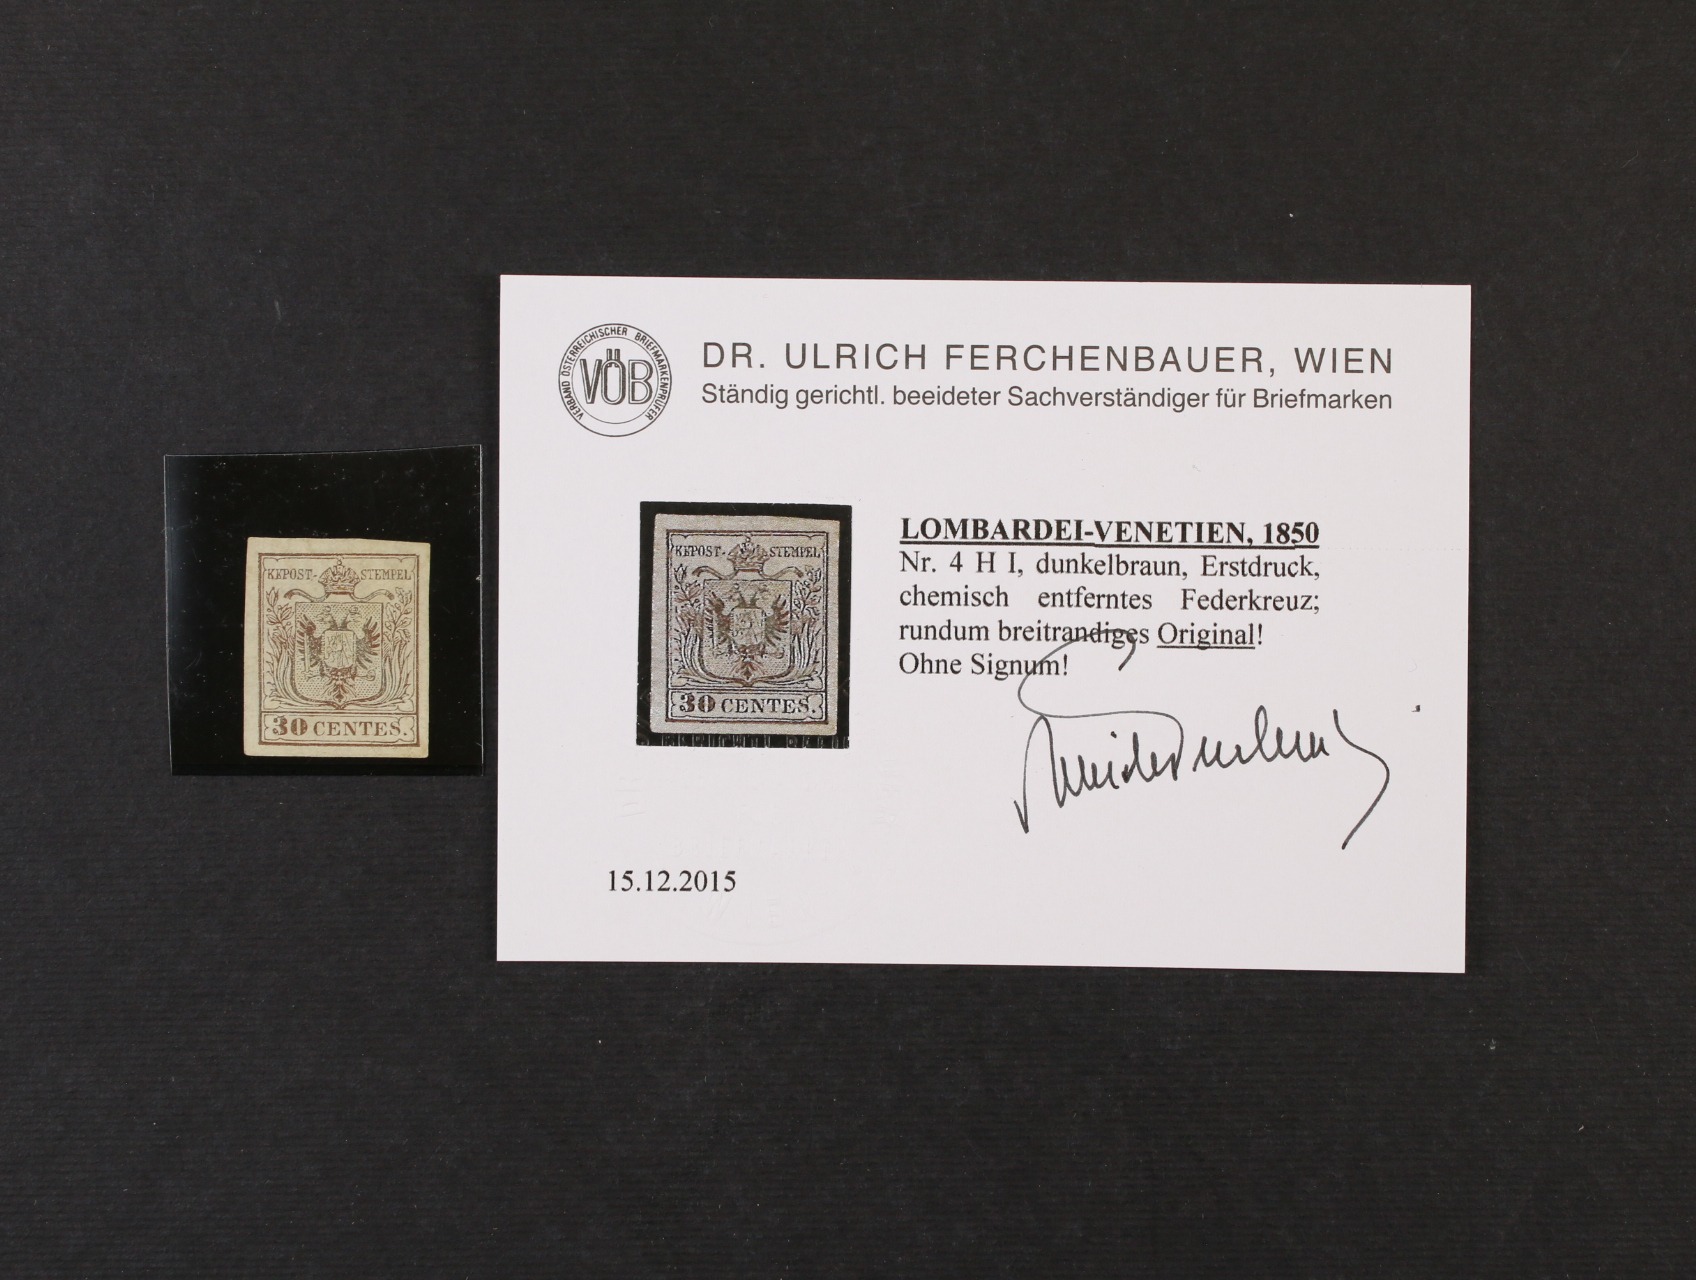 KKPOST- STEMPEL
30 CENTES.
VERBAND ÖSTERREICHISCHER BRIEFMARKENPRÜFER
VÖB
DR. ULRICH FERCHENBAUER, WIEN
Ständig gerichtl. beeideter Sachverständiger für Briefmarken
KKPOST- STEMPEL
30 CENTES.
LOMBARDEI-VENETIEN, 1850
Nr. 4 H I, dunkelbraun, Erstdruck,
chemisch entferntes Federkreuz;
rundum breitrandiges Original!
Ohne Signum!
15.12.2015